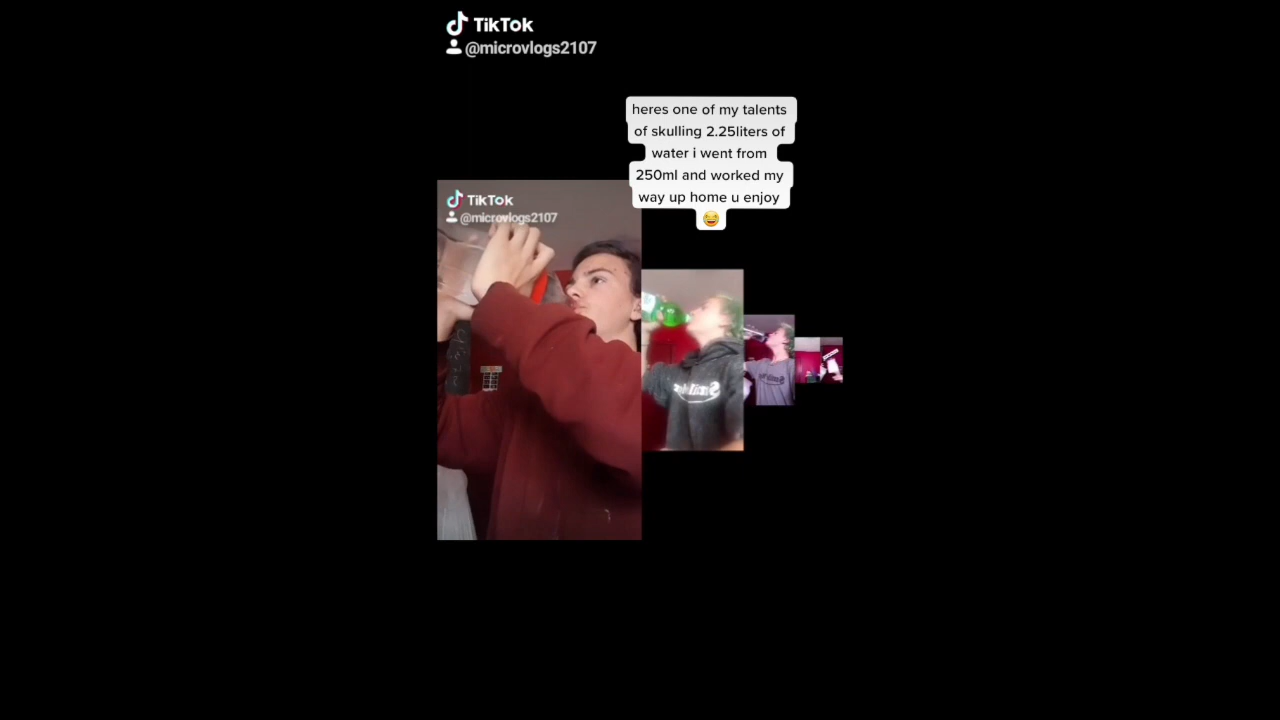 TikTok
@microvlogs2107
heres one of my talents
of skulling 2.25liters of
water i went from
250ml and worked my
way up home u enjoy
😂
TikTok
@microvlogs2107